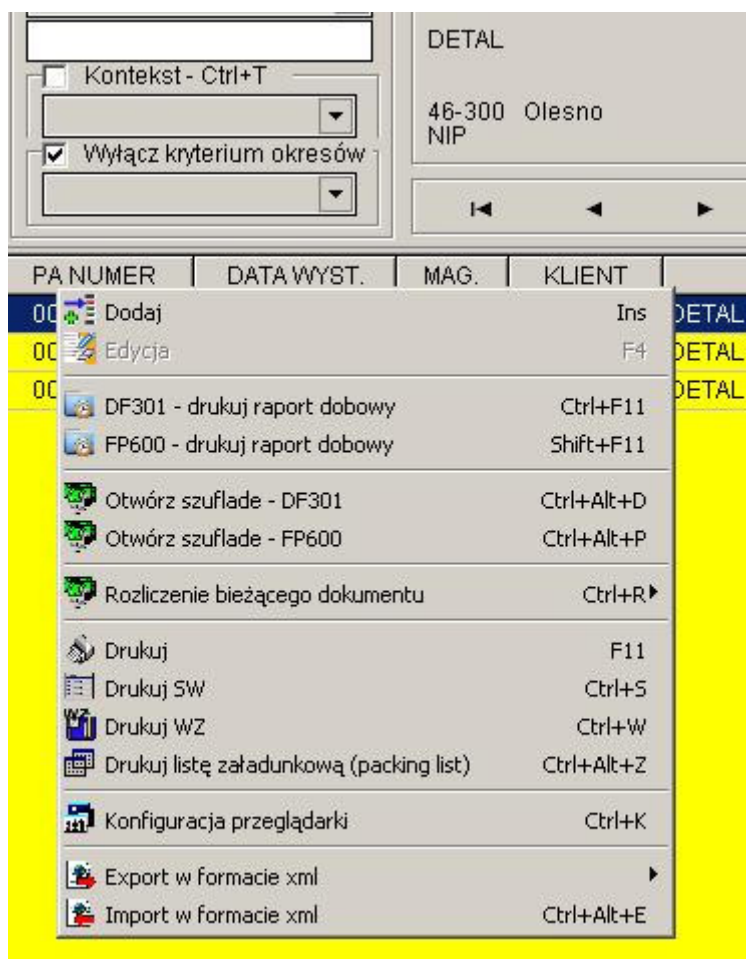 DETAL
Kontekst - Ctrl+T
46-300 Olesno
NIP
Wyłącz kryterium okresów
PA NUMER DATA WYST. MAG. KLIENT
00 DETAL
00 DETAL
00 DETAL
Dodaj Ins
Edycja F4
DF301 - drukuj raport dobowy Ctrl+F11
FP600 - drukuj raport dobowy Shift+F11
Otwórz szuflade - DF301 Ctrl+Alt+D
Otwórz szuflade - FP600 Ctrl+Alt+P
Rozliczenie bieżącego dokumentu Ctrl+R
Drukuj F11
Drukuj SW Ctrl+S
Drukuj WZ Ctrl+W
Drukuj listę załadunkową (packing list) Ctrl+Alt+Z
Konfiguracja przeglądarki Ctrl+K
Export w formacie xml
Import w formacie xml Ctrl+Alt+E